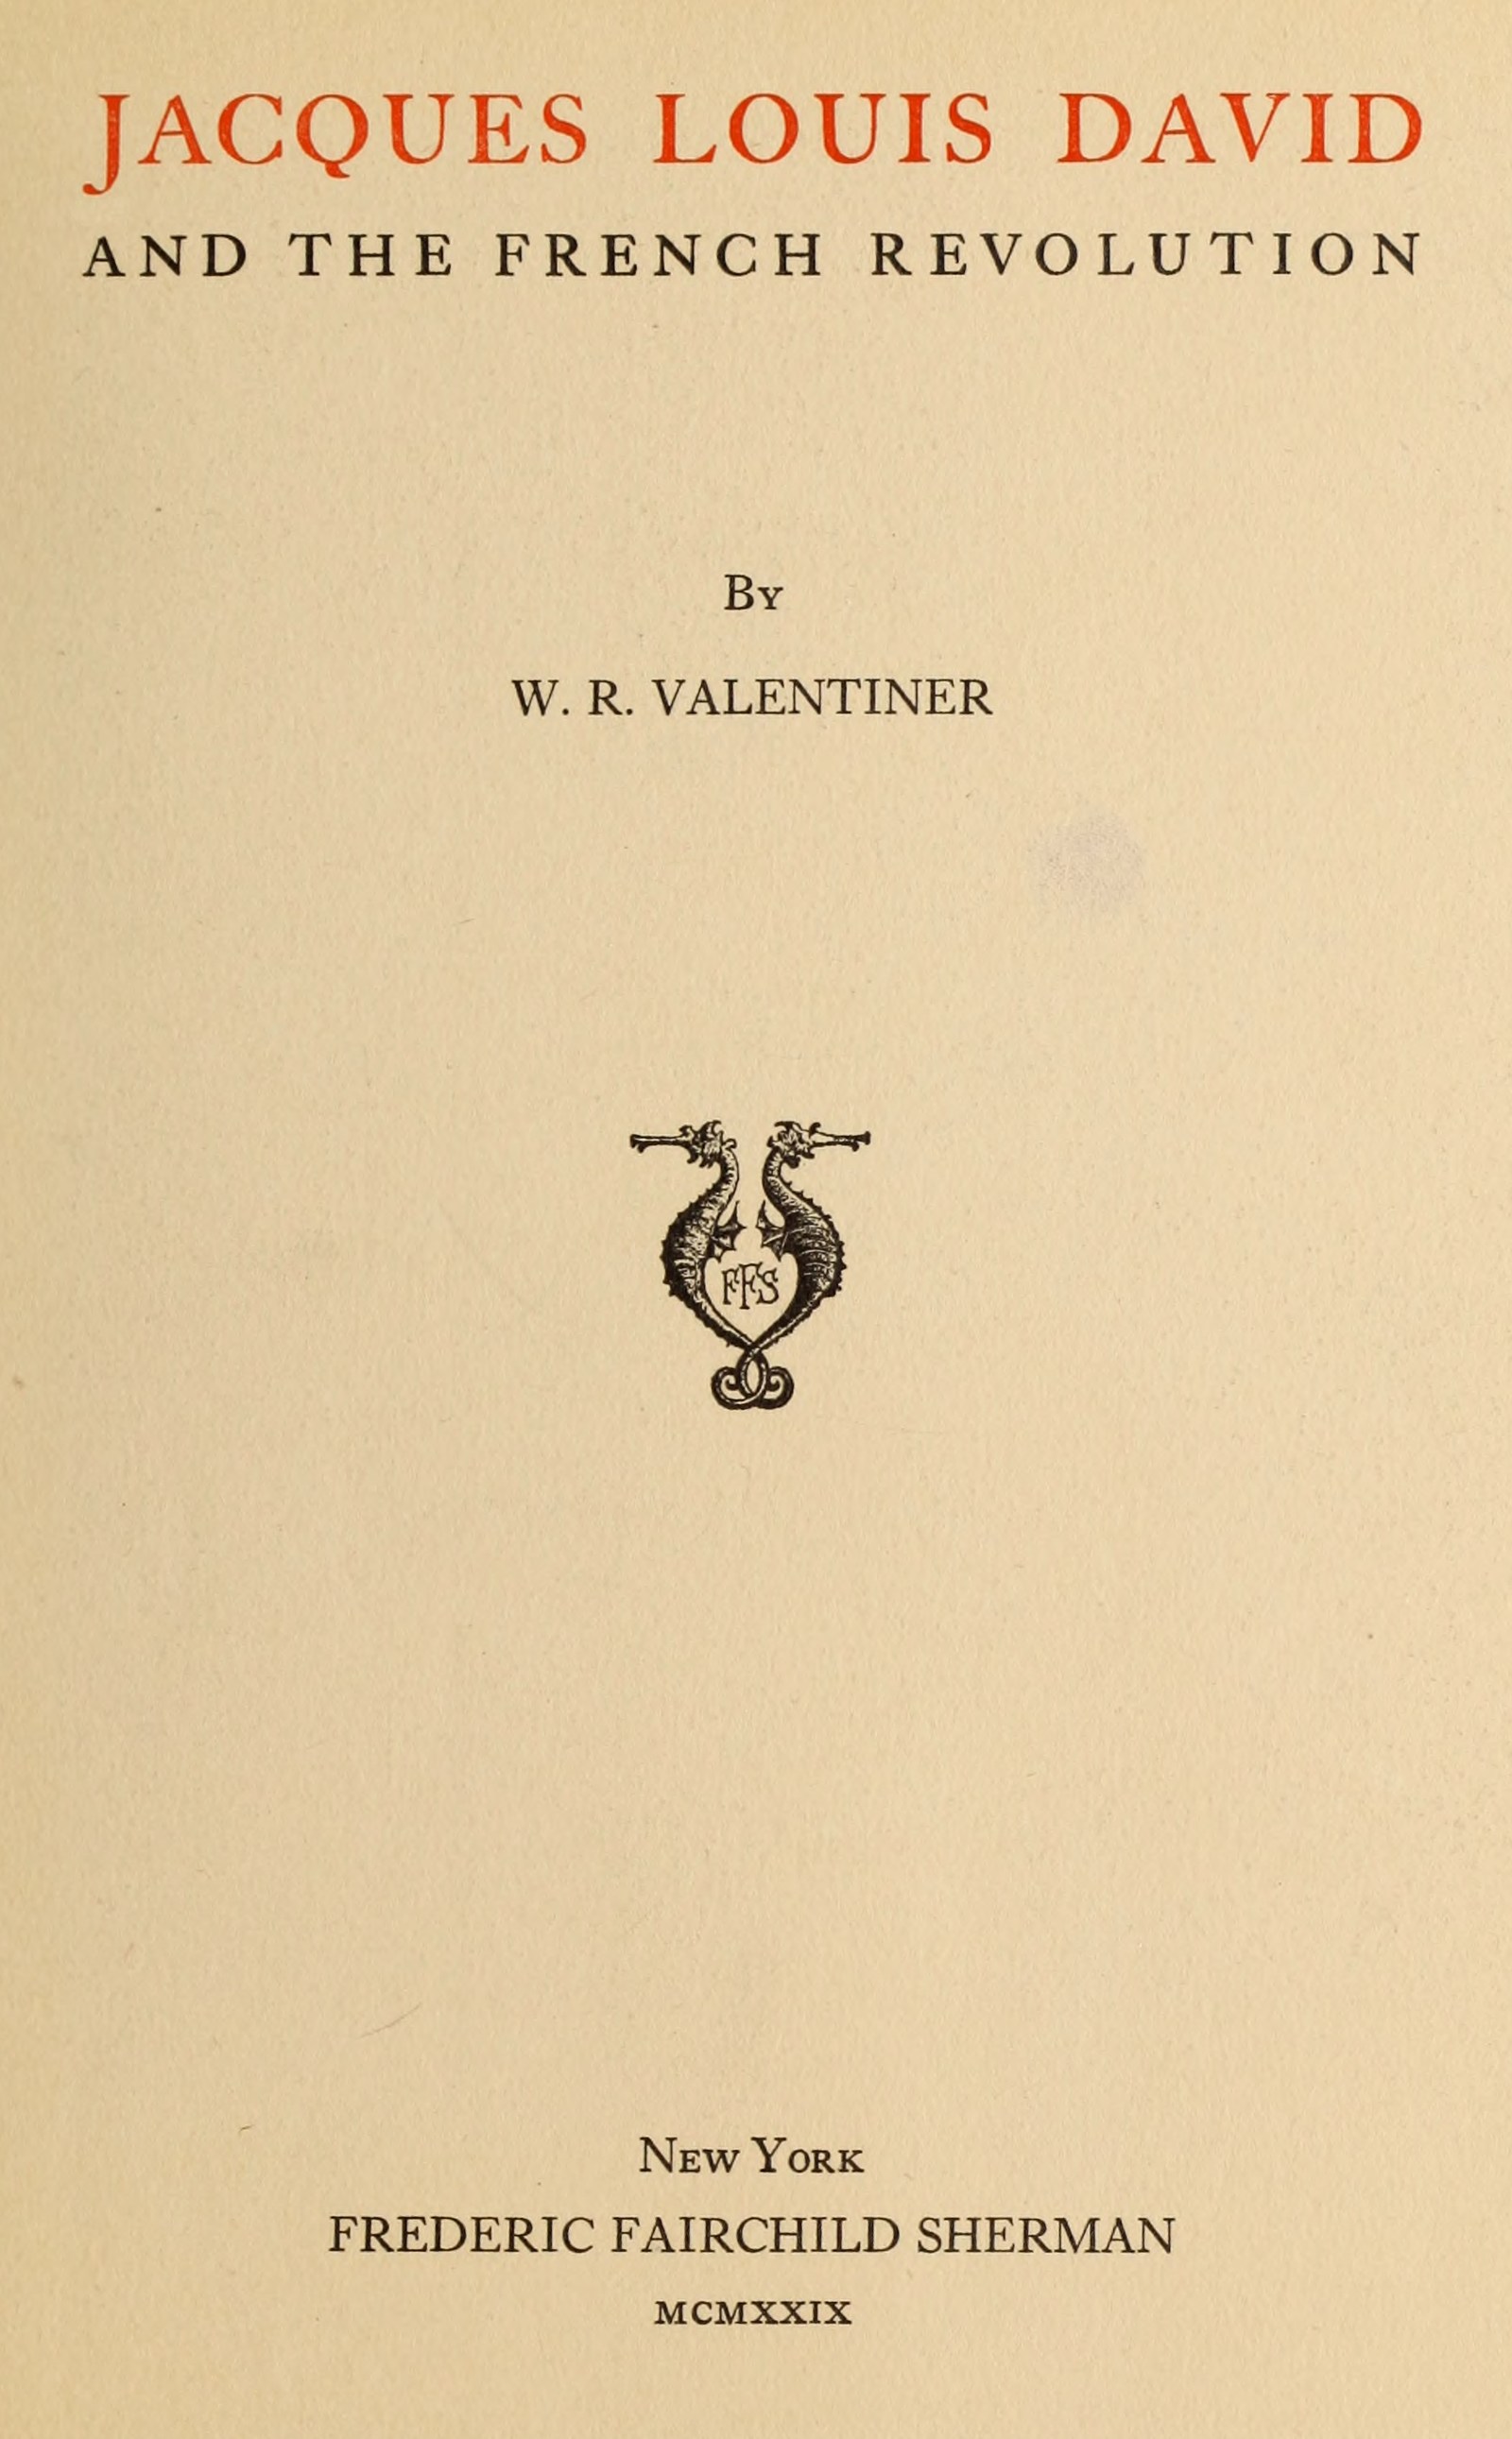 JACQUES LOUIS DAVID
AND THE FRENCH REVOLUTION
By
W. R. VALENTINER
FFS
New York
FREDERIC FAIRCHILD SHERMAN
MCMXXIX